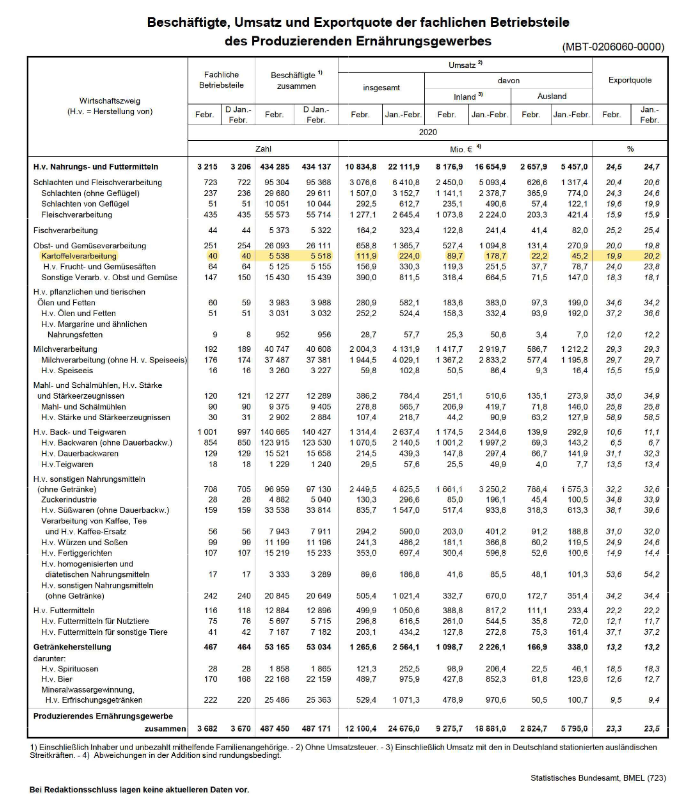 Beschäftigte, Umsatz und Exportquote der fachlichen Betriebsteile
des Produzierenden Ernährungsgewerbes
(MBT-0206060-0000)
Wirtschaftszweig
(H.v. = Herstellung von)
Fachliche Betriebsteile
Beschäftigte 1) zusammen
Umsatz 2)
Exportquote
insgesamt
davon
Inland 3)
Ausland
Febr. D Jan.-Febr. Febr. D Jan.-Febr. Febr. Jan.-Febr. Febr. Jan.-Febr. Febr. Jan.-Febr. Febr. Jan.-Febr.
2020
Zahl Mio. € 4) %
H.v. Nahrungs- und Futtermitteln 3 215 3 206 434 285 434 137 10 834,8 22 111,9 8 176,9 16 654,9 2 657,9 5 457,0 24,5 24,7
Schlachten und Fleischverarbeitung 723 722 95 304 95 368 3 076,6 6 410,8 2 450,0 5 093,4 626,6 1 317,4 20,4 20,6
Schlachten (ohne Geflügel) 237 236 29 680 29 611 1 507,0 3 152,7 1 141,1 2 378,7 365,9 774,0 24,3 24,6
Schlachten von Geflügel 51 51 10 051 10 044 292,5 612,7 235,1 490,6 57,4 122,1 19,6 19,9
Fleischverarbeitung 435 435 55 573 55 714 1 277,1 2 645,4 1 073,8 2 224,0 203,3 421,4 15,9 15,9
Fischverarbeitung 44 44 5 373 5 322 164,2 323,4 122,8 241,4 41,4 82,0 25,2 25,4
Obst- und Gemüseverarbeitung 251 254 26 093 26 111 658,8 1 365,7 527,4 1 094,8 131,4 270,9 20,0 19,8
Kartoffelverarbeitung 40 40 5 538 5 518 111,9 224,0 89,7 178,7 22,2 45,2 19,9 20,2
H.v. Frucht- und Gemüsesäften 64 64 5 125 5 155 156,9 330,3 119,3 251,5 37,7 78,7 24,0 23,8
Sonstige Verarb. v. Obst und Gemüse 147 150 15 430 15 439 390,0 811,5 318,4 664,5 71,5 147,0 18,3 18,1
H.v. pflanzlichen und tierischen
Ölen und Fetten 60 59 3 983 3 988 280,9 582,1 183,6 383,0 97,3 199,0 34,6 34,2
H.v. Ölen und Fetten 51 51 3 031 3 032 252,2 524,4 158,3 332,4 93,9 192,0 37,2 36,6
H.v. Margarine und ähnlichen
Nahrungsfetten 9 8 952 956 28,7 57,7 25,3 50,6 3,4 7,0 12,0 12,2
Milchverarbeitung 192 189 40 747 40 608 2 004,3 4 131,9 1 417,7 2 919,7 586,7 1 212,2 29,3 29,3
Milchverarbeitung (ohne H. v. Speiseeis) 176 174 37 487 37 381 1 944,5 4 029,1 1 367,2 2 833,2 577,4 1 195,8 29,7 29,7
H.v. Speiseeis 16 16 3 260 3 227 59,8 102,8 50,5 86,4 9,3 16,4 15,5 15,9
Mahl- und Schälmühlen, H.v. Stärke
und Stärkeerzeugnissen 120 121 12 277 12 289 386,2 784,4 251,1 510,6 135,1 273,9 35,0 34,9
Mahl- und Schälmühlen 90 90 9 375 9 405 278,8 565,7 206,9 419,7 71,8 146,0 25,8 25,8
H.v. Stärke und Stärkeerzeugnissen 30 31 2 902 2 884 107,4 218,7 44,2 90,9 63,2 127,9 58,9 58,5
H.v. Back- und Teigwaren 1 001 997 140 665 140 427 1 314,4 2 637,4 1 174,5 2 344,6 139,9 292,9 10,6 11,1
H.v. Backwaren (ohne Dauerbackw.) 854 850 123 915 123 530 1 070,5 2 140,5 1 001,2 1 997,2 69,3 143,2 6,5 6,7
H.v. Dauerbackwaren 129 129 15 521 15 658 214,5 439,3 147,8 297,4 66,7 141,9 31,1 32,3
H.v.Teigwaren 18 18 1 229 1 240 29,5 57,6 25,5 49,9 4,0 7,7 13,5 13,4
H.v. sonstigen Nahrungsmitteln
(ohne Getränke) 708 705 96 959 97 130 2 449,5 4 825,5 1 661,1 3 250,2 788,4 1 575,3 32,2 32,6
Zuckerindustrie 28 28 4 882 5 040 130,3 296,6 85,0 196,1 45,4 100,5 34,8 33,9
H.v. Süßwaren (ohne Dauerbackw.) 159 159 33 538 33 814 835,7 1 547,0 517,4 933,8 318,3 613,3 38,1 39,6
Verarbeitung von Kaffee, Tee
und H.v. Kaffee-Ersatz 56 56 7 943 7 911 294,2 590,0 203,0 401,2 91,2 188,8 31,0 32,0
H.v. Würzen und Soßen 99 99 11 199 11 196 241,3 486,2 181,1 366,8 60,2 119,5 24,9 24,6
H.v. Fertiggerichten 107 107 15 219 15 233 353,0 697,4 300,4 596,8 52,6 100,6 14,9 14,4
H.v. homogenisierten und
diätetischen Nahrungsmitteln 17 17 3 333 3 289 89,6 186,8 41,6 85,5 48,1 101,3 53,6 54,2
H.v. sonstigen Nahrungsmitteln
(ohne Getränke) 242 240 20 845 20 649 505,4 1 021,4 332,7 670,0 172,7 351,4 34,2 34,4
H.v. Futtermitteln 116 118 12 884 12 896 499,9 1 050,6 388,8 817,2 111,1 233,4 22,2 22,2
H.v. Futtermitteln für Nutztiere 75 76 5 697 5 715 296,8 616,5 261,0 544,5 35,8 72,0 12,1 11,7
H.v. Futtermitteln für sonstige Tiere 41 42 7 187 7 182 203,1 434,2 127,8 272,8 75,3 161,4 37,1 37,2
Getränkeherstellung 467 464 53 165 53 034 1 265,6 2 564,1 1 098,7 2 226,1 166,9 338,0 13,2 13,2
darunter:
H.v. Spirituosen 28 28 1 858 1 865 121,3 252,5 98,9 206,4 22,5 46,1 18,5 18,3
H.v. Bier 170 168 22 168 22 159 489,7 975,9 427,8 852,3 61,8 123,6 12,6 12,7
Mineralwassergewinnung,
H.v. Erfrischungsgetränken 222 220 25 486 25 363 529,4 1 071,3 478,9 970,6 50,5 100,7 9,5 9,4
Produzierendes Ernährungsgewerbe
zusammen 3 682 3 670 487 450 487 171 12 100,4 24 676,0 9 275,7 18 881,0 2 824,7 5 795,0 23,3 23,5
1) Einschließlich Inhaber und unbezahlt mithelfende Familienangehörige. - 2) Ohne Umsatzsteuer. - 3) Einschließlich Umsatz mit den in Deutschland stationierten ausländischen
Streitkräften. - 4) Abweichungen in der Addition sind rundungsbedingt.
Statistisches Bundesamt, BMEL (723)
Bei Redaktionsschluss lagen keine aktuelleren Daten vor.